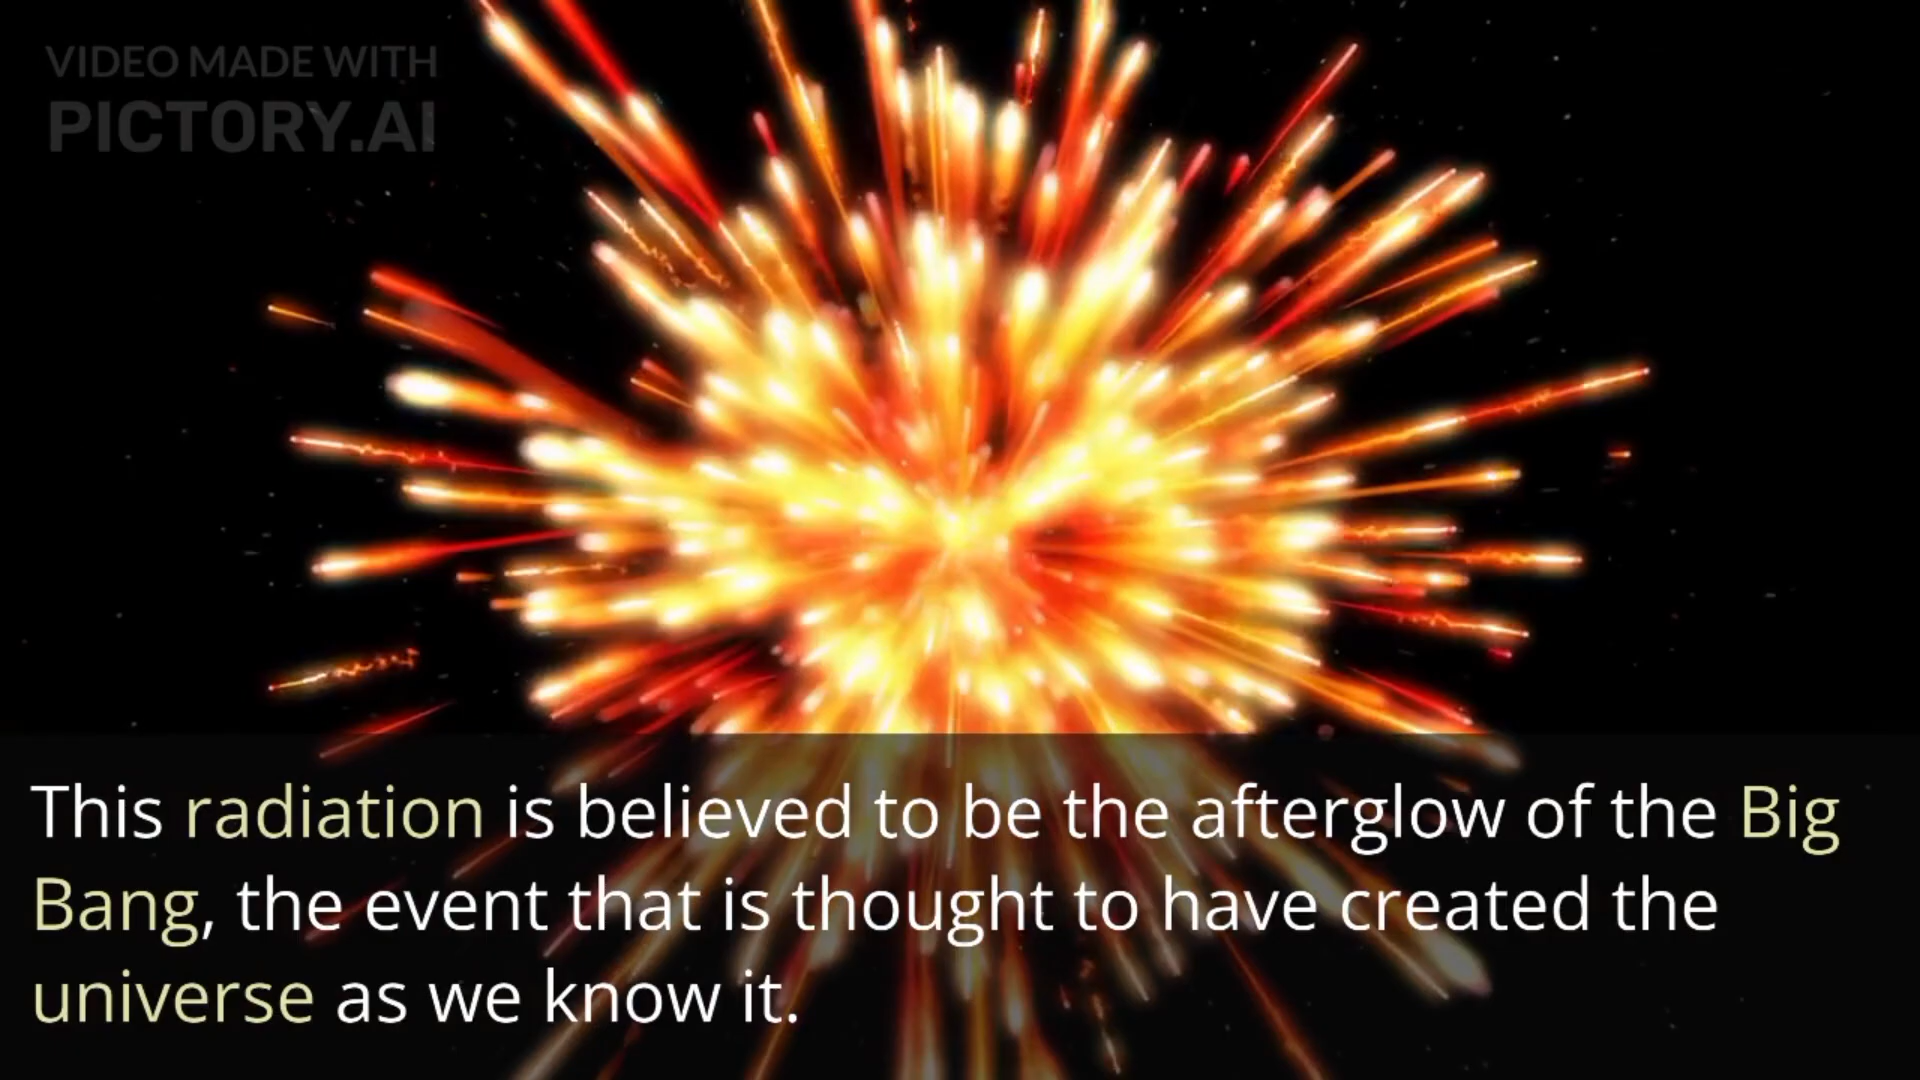 VIDEO MADE WITH
PICTORY.AI
This radiation is believed to be the afterglow of the Big
Bang, the event that is thought to have created the
universe as we know it.